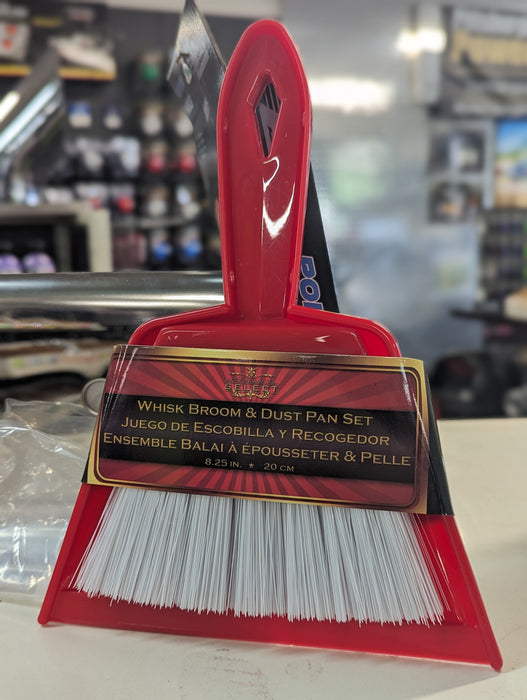 POL
SELECT
WHISK BROOM & DUST PAN SET
JUEGO DE ESCOBILLA Y RECOGEDOR
ENSEMBLE BALAI À ÉPOUSSETER & PELLE
8.25 IN. ★ 20 CM